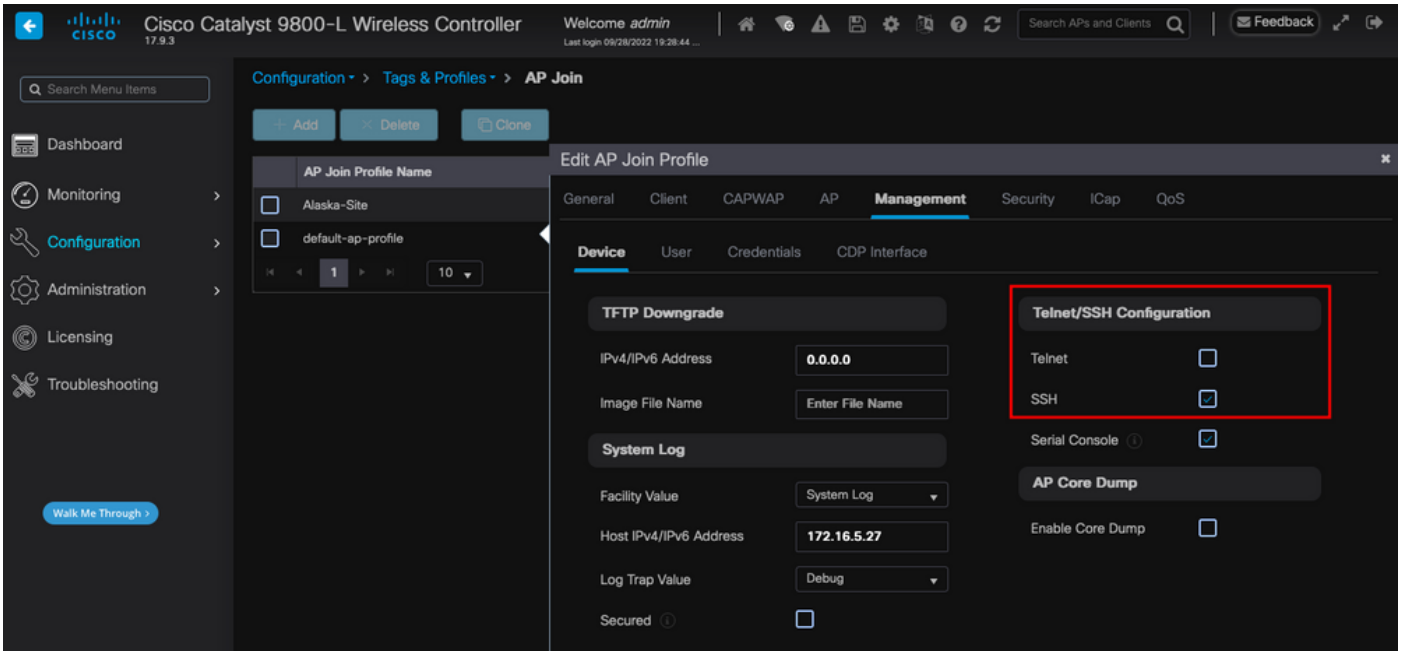 Cisco Catalyst 9800-L Wireless Controller
CISCO
17.9.3
Welcome admin
Last login 09/28/2022 19:28:44 ...
Search APs and Clients
Feedback
Search Menu Items
Dashboard
Monitoring
Configuration
Administration
Licensing
Troubleshooting
Walk Me Through >
Configuration > Tags & Profiles > AP Join
+ Add
× Delete
Clone
AP Join Profile Name
Alaska-Site
default-ap-profile
1
10
Edit AP Join Profile
General Client CAPWAP AP Management Security ICap QoS
Device User Credentials CDP Interface
TFTP Downgrade
IPv4/IPv6 Address
0.0.0.0
Image File Name
Enter File Name
System Log
Facility Value
System Log
Host IPv4/IPv6 Address
172.16.5.27
Log Trap Value
Debug
Secured
Telnet/SSH Configuration
Telnet
SSH
Serial Console
AP Core Dump
Enable Core Dump